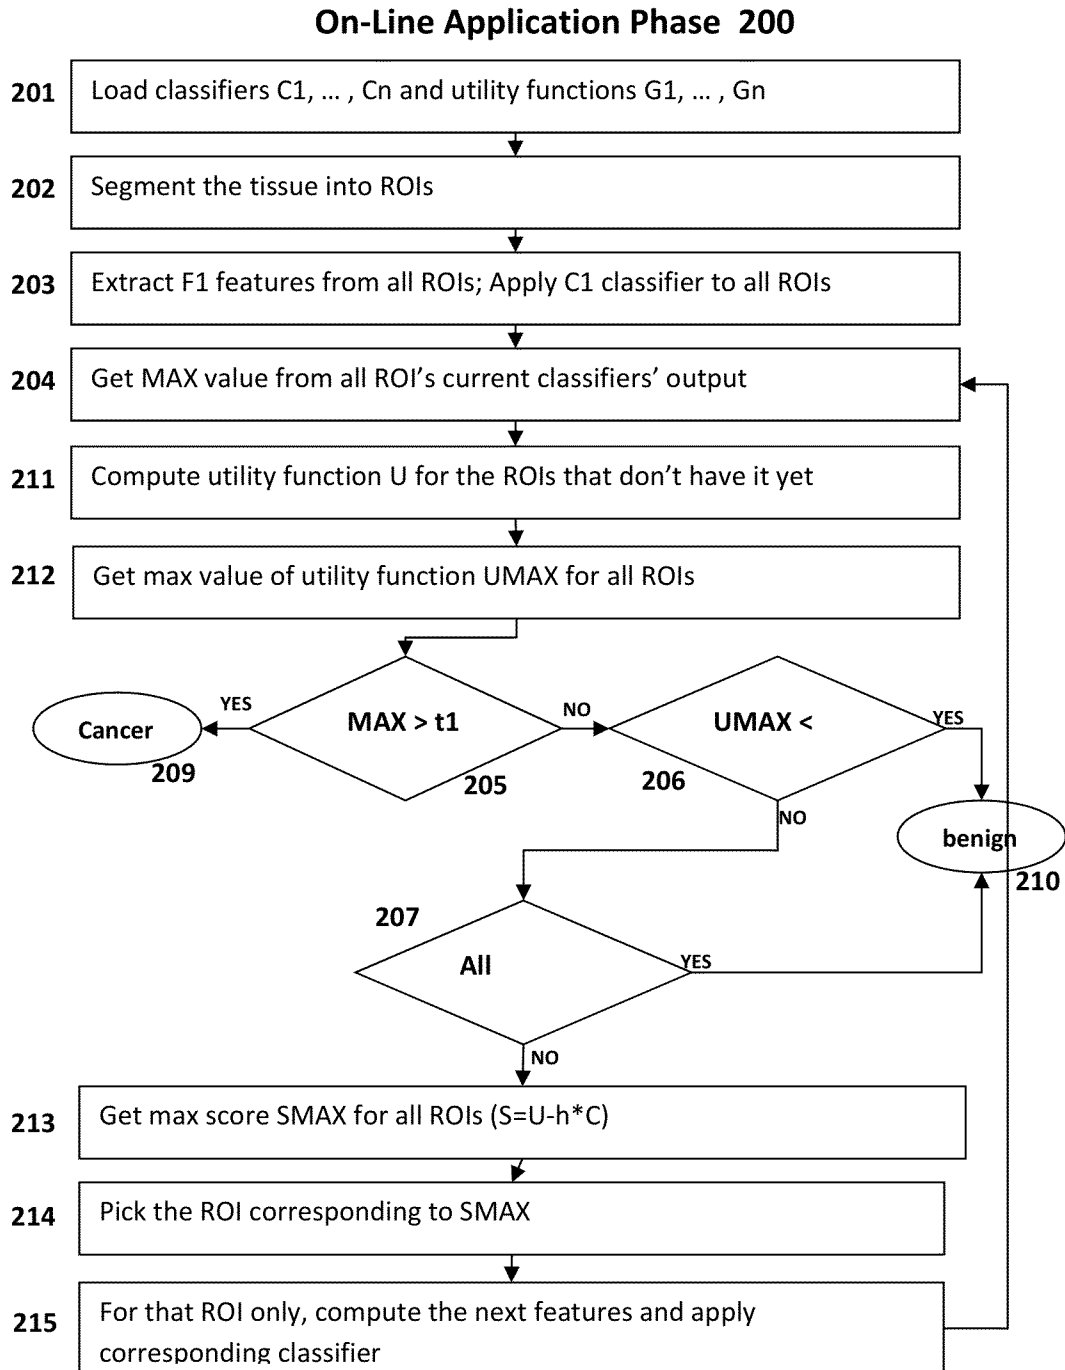 On-Line Application Phase 200
201 Load classifiers C1, ... , Cn and utility functions G1, ... , Gn
202 Segment the tissue into ROIs
203 Extract F1 features from all ROIs; Apply C1 classifier to all ROIs
204 Get MAX value from all ROI's current classifiers' output
211 Compute utility function U for the ROIs that don't have it yet
212 Get max value of utility function UMAX for all ROIs
YES
MAX > t1
NO
UMAX <
YES
Cancer
209
205
206
NO
benign
210
207
All
YES
NO
213 Get max score SMAX for all ROIs (S=U-h*C)
214 Pick the ROI corresponding to SMAX
215 For that ROI only, compute the next features and apply
corresponding classifier